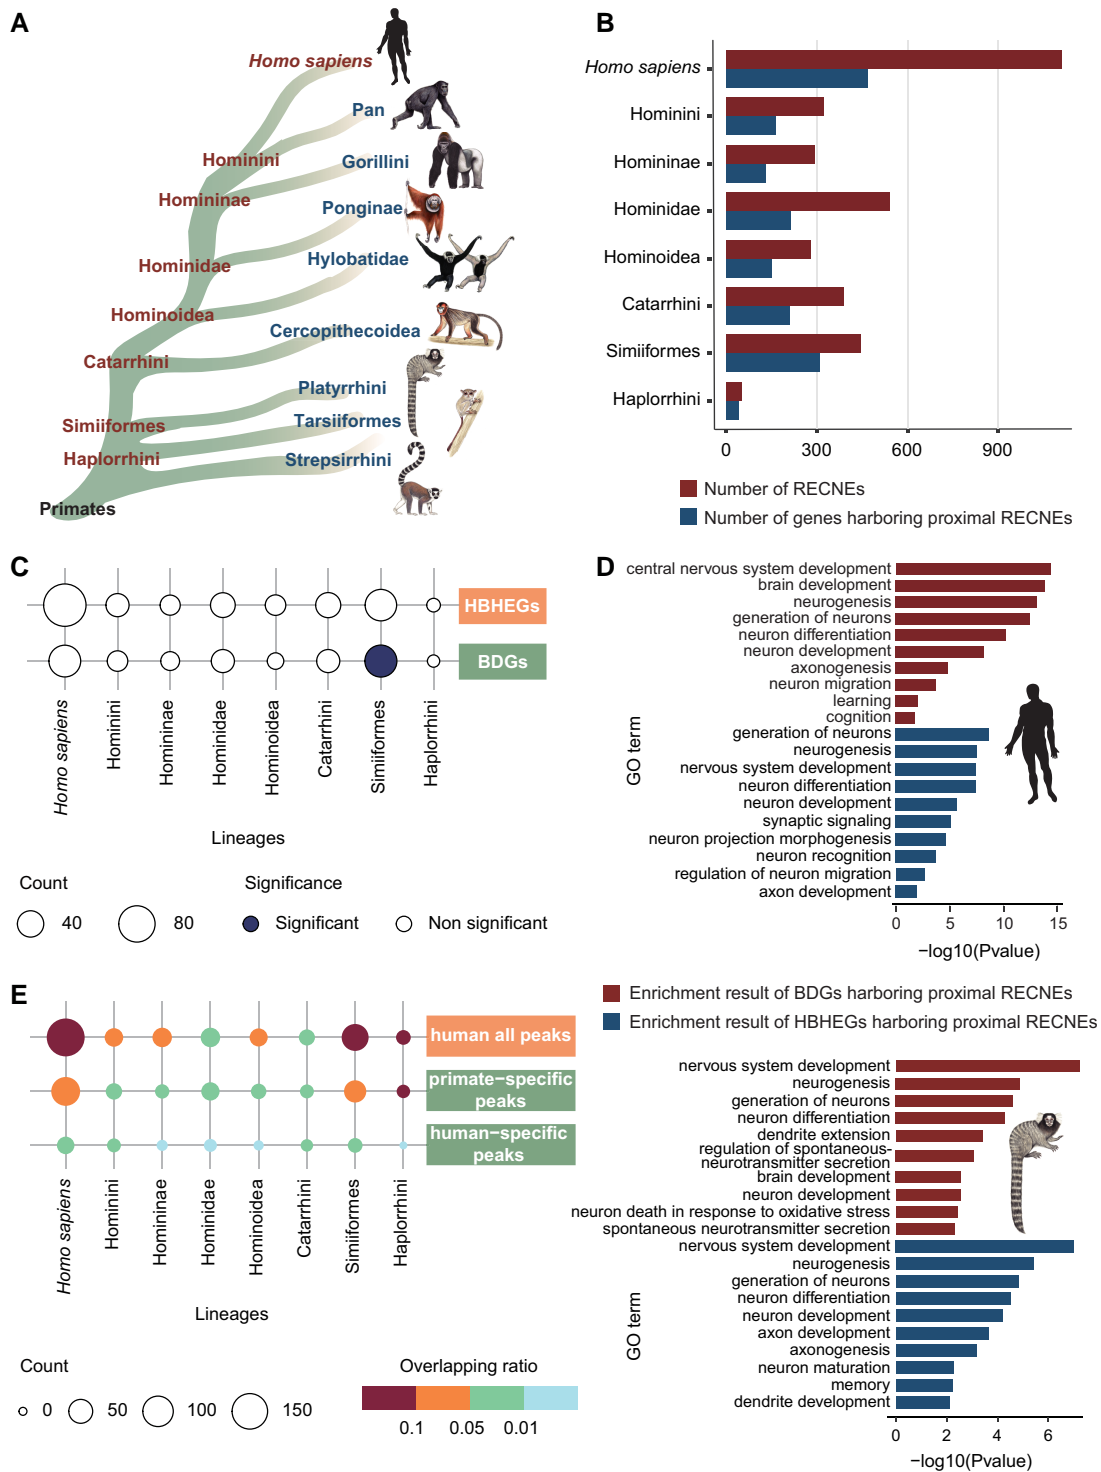 A
Homo sapiens
Pan
Hominini
Gorillini
Homininae
Ponginae
Hominidae
Hylobatidae
Hominoidea
Cercopithecoidea
Catarrhini
Platyrrhini
Simiiformes
Tarsiiformes
Haplorrhini
Strepsirrhini
Primates
B
Homo sapiens
Hominini
Homininae
Hominidae
Hominoidea
Catarrhini
Simiiformes
Haplorrhini
0 300 600 900
Number of RECNEs
Number of genes harboring proximal RECNEs
C
HBHEGs
BDGs
Homo sapiens
Hominini
Homininae
Hominidae
Hominoidea
Catarrhini
Simiiformes
Haplorrhini
Lineages
Count
40 80
Significance
Significant Non significant
D
central nervous system development
brain development
neurogenesis
generation of neurons
neuron differentiation
neuron development
axonogenesis
neuron migration
learning
cognition
generation of neurons
neurogenesis
nervous system development
neuron differentiation
neuron development
synaptic signaling
neuron projection morphogenesis
neuron recognition
regulation of neuron migration
axon development
GO term
0 5 10 15
−log10(Pvalue)
Enrichment result of BDGs harboring proximal RECNEs
Enrichment result of HBHEGs harboring proximal RECNEs
nervous system development
neurogenesis
generation of neurons
neuron differentiation
dendrite extension
regulation of spontaneous-
neurotransmitter secretion
brain development
neuron development
neuron death in response to oxidative stress
spontaneous neurotransmitter secretion
nervous system development
neurogenesis
generation of neurons
neuron differentiation
neuron development
axon development
axonogenesis
neuron maturation
memory
dendrite development
GO term
0 2 4 6
−log10(Pvalue)
E
human all peaks
primate−specific
peaks
human−specific
peaks
Homo sapiens
Hominini
Homininae
Hominidae
Hominoidea
Catarrhini
Simiiformes
Haplorrhini
Lineages
Count
0 50 100 150
Overlapping ratio
0.1 0.05 0.01